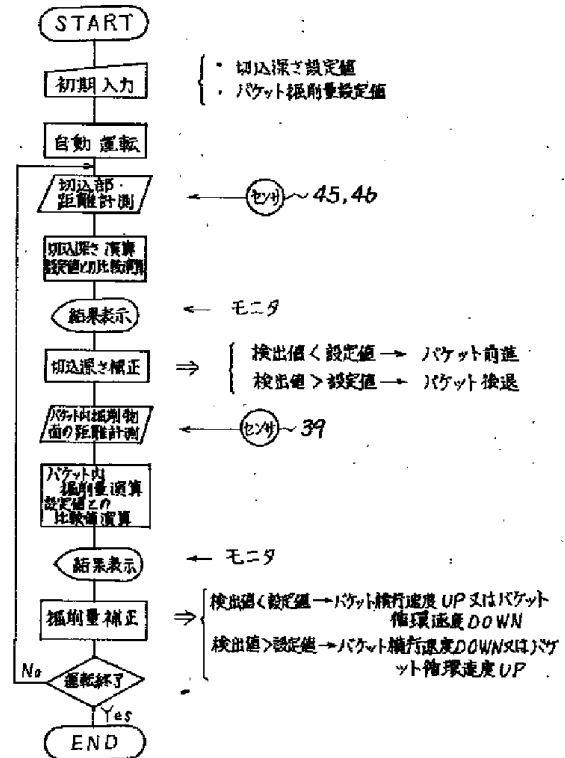 START
初期入力
・ 切込深さ設定値
・ バケット掘削量設定値
自動運転
切込部・
距離計測
センサ ～ 45,46
切込深さ演算
設定値との比較演算
結果表示
← モニタ
切込深さ補正
⇒
検出値＜設定値 → バケット前進
検出値＞設定値 → バケット後退
バケット内掘削物
面の距離計測
センサ ～ 39
バケット内
掘削量演算
設定値との
比較値演算
結果表示
← モニタ
掘削量補正
⇒
検出値＜設定値→バケット横行速度UP又はバケット
循環速度DOWN
検出値＞設定値→バケット横行速度DOWN又はバケ
ット循環速度UP
No
運転終了
Yes
END